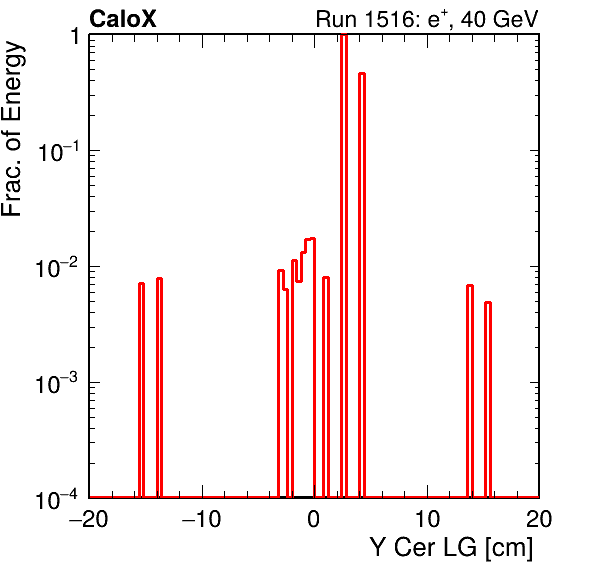 CaloX Run 1516: e⁺, 40 GeV
Frac. of Energy
1
10⁻¹
10⁻²
10⁻³
10⁻⁴
−20 −10 0 10 20
Y Cer LG [cm]